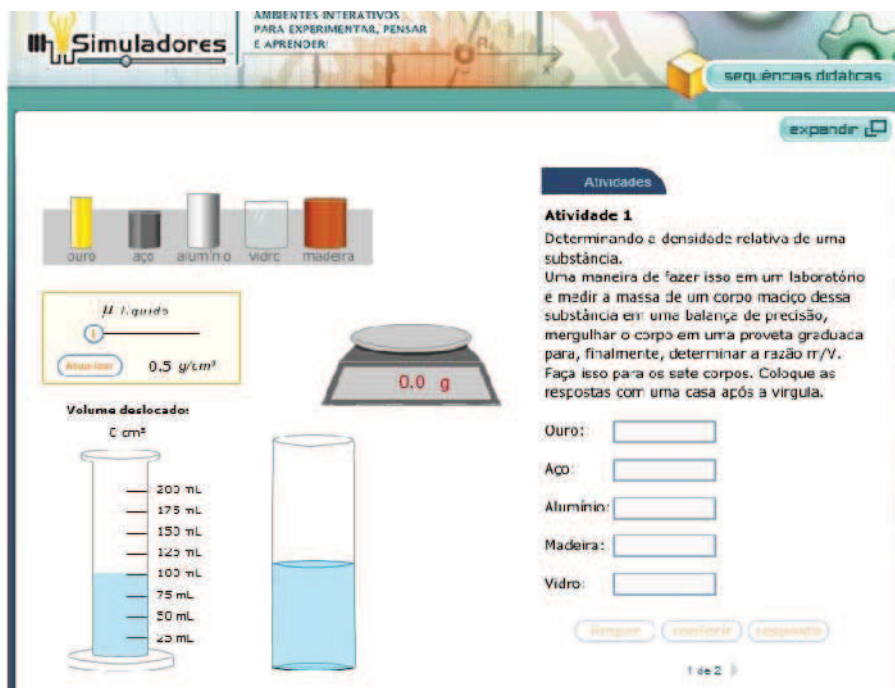 AMBIENTES INTERATIVOS
PARA EXPERIMENTAR, PENSAR
E APRENDER!
Simuladores
sequências didáticas
expandir
Atividades
ouro aço alumínio vidro madeira
Atividade 1
Determinando a densidade relativa de uma
substância.
Uma maneira de fazer isso em um laboratório
é medir a massa de um corpo maciço dessa
substância em uma balança de precisão,
mergulhar o corpo em uma proveta graduada
para, finalmente, determinar a razão m/V.
Faça isso para os sete corpos. Coloque as
respostas com uma casa após a vírgula.
μ líquido
0.5 g/cm³
0.0 g
Volume deslocado:
0 cm³
200 mL
175 mL
150 mL
125 mL
100 mL
75 mL
50 mL
25 mL
Ouro:
Aço:
Alumínio:
Madeira:
Vidro:
limpar conferir resposta
1 de 2